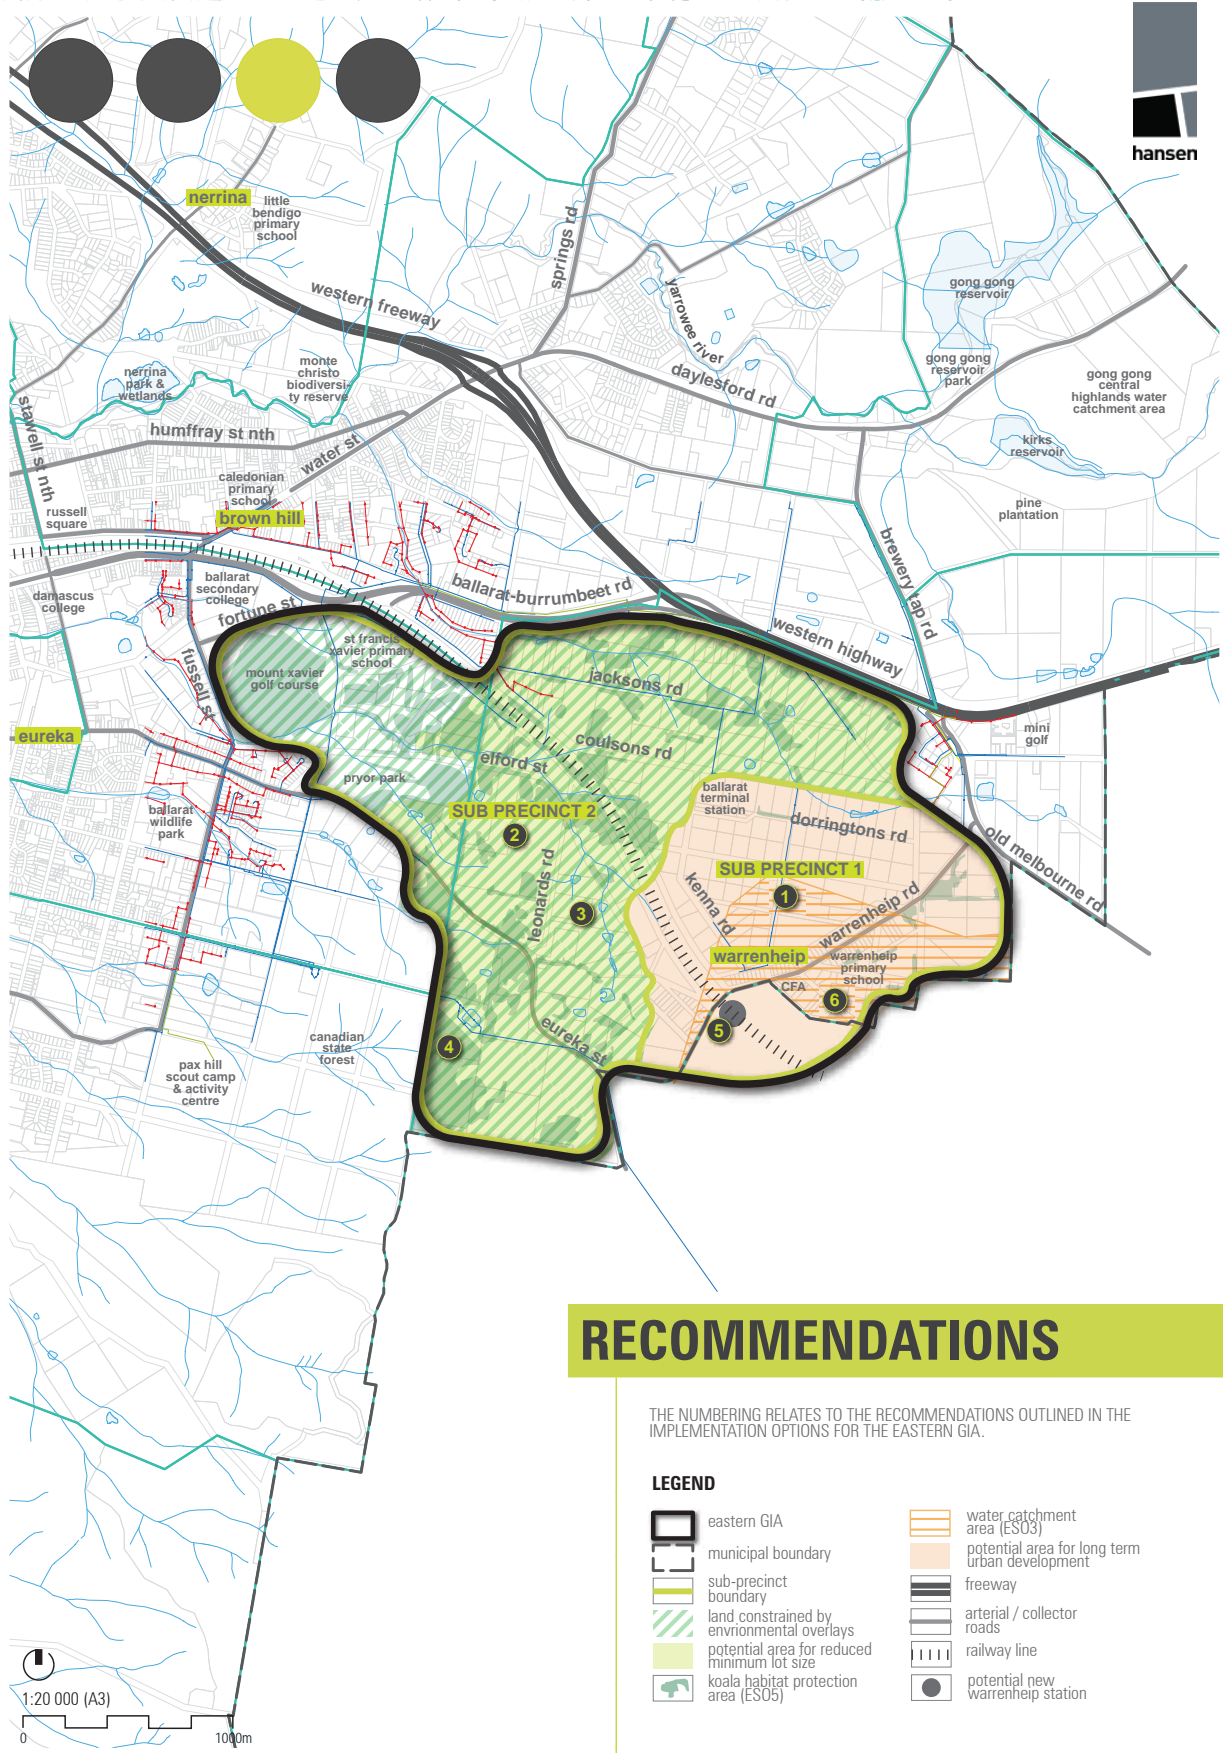 hansen
nerrina
little
bendigo
primary
school
springs rd
western freeway
yarrowee river
gong gong
reservoir
nerrina
park &
wetlands
monte
christo
biodiversi-
ty reserve
daylesford rd
gong gong
reservoir
park
gong gong
central
highlands water
catchment area
stawell st nth
humffray st nth
water st
kirks
reservoir
caledonian
primary
school
brown hill
russell
square
pine
plantation
brewery tap rd
damascus
college
ballarat
secondary
college
fortune st
ballarat-burrumbeet rd
western highway
st francis
xavier primary
school
mount xavier
golf course
fussell st
jacksons rd
eureka
coulsons rd
mini
golf
elford st
pryor park
ballarat
terminal
station
SUB PRECINCT 2
2
ballarat
wildlife
park
dorringtons rd
old melbourne rd
leonards rd
SUB PRECINCT 1
1
kenna rd
3
warrenheip rd
warrenheip
warrenheip
primary
school
CFA
6
5
eureka st
4
canadian
state
forest
pax hill
scout camp
& activity
centre
RECOMMENDATIONS
THE NUMBERING RELATES TO THE RECOMMENDATIONS OUTLINED IN THE
IMPLEMENTATION OPTIONS FOR THE EASTERN GIA.
LEGEND
eastern GIA
municipal boundary
sub-precinct
boundary
land constrained by
envrionmental overlays
potential area for reduced
minimum lot size
koala habitat protection
area (ESO5)
water catchment
area (ESO3)
potential area for long term
urban development
freeway
arterial / collector
roads
railway line
potential new
warrenheip station
1:20 000 (A3)
0
1000m